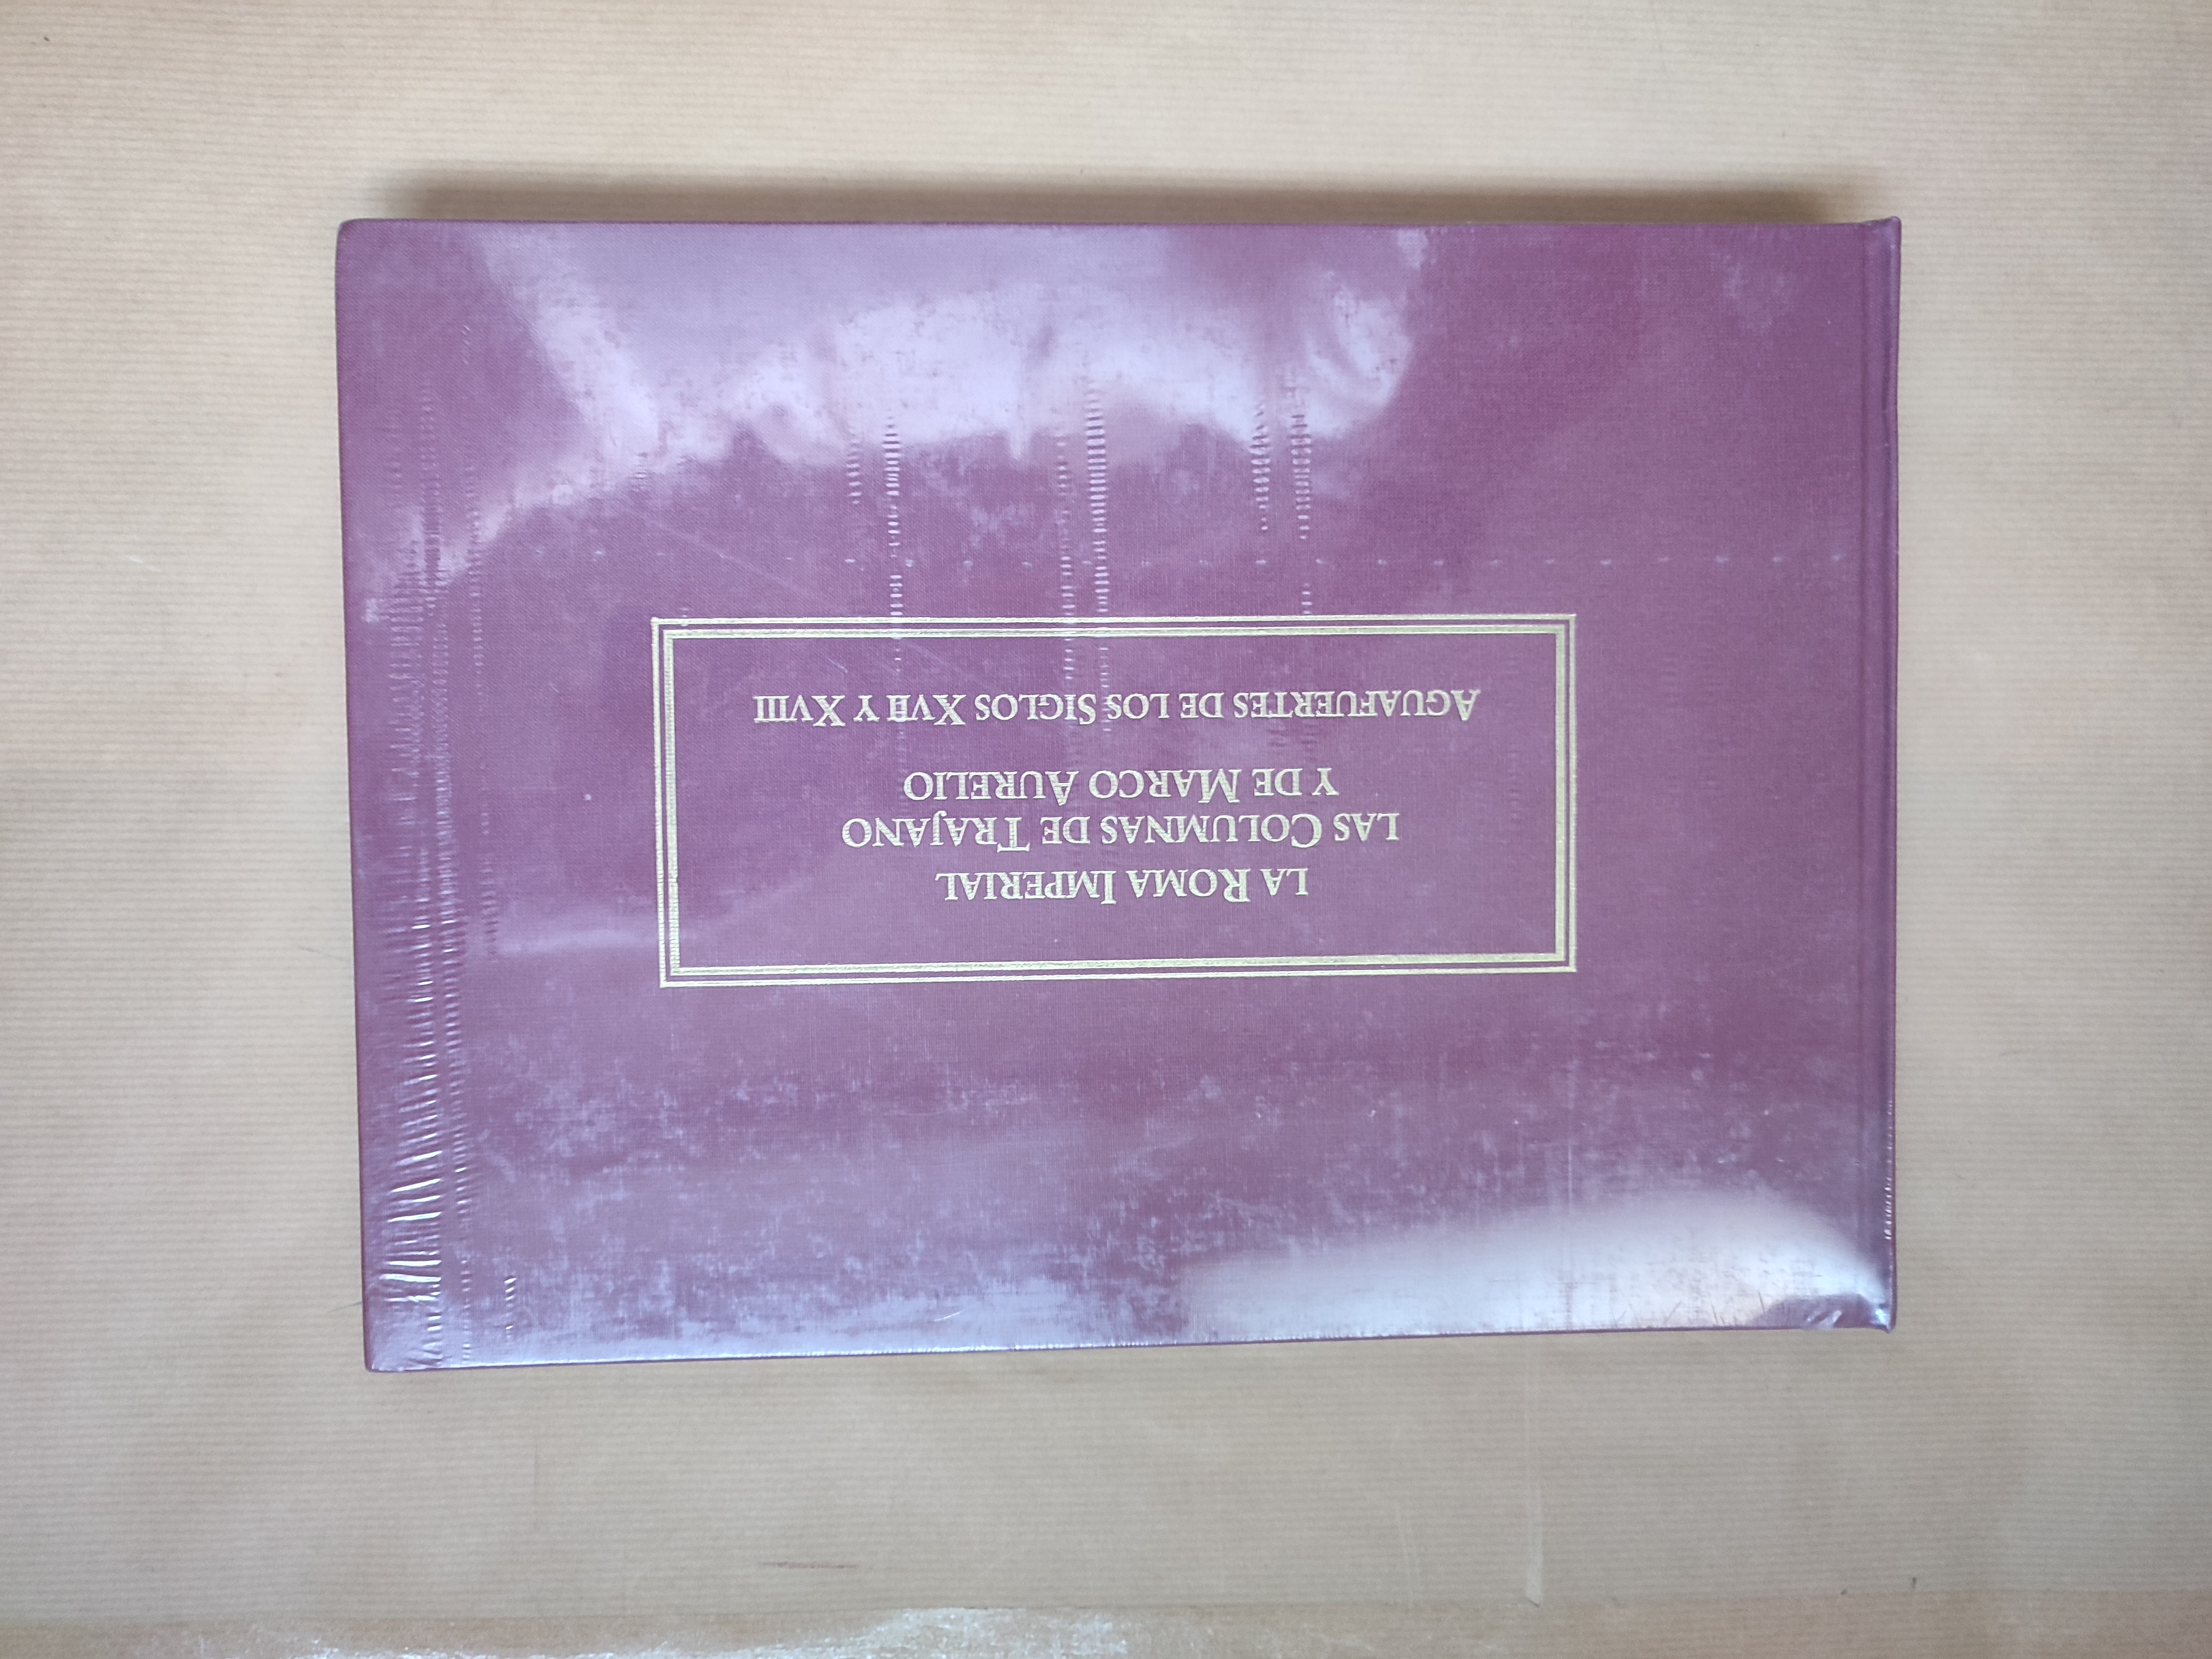 LA ROMA IMPERIAL
LAS COLUMNAS DE TRAJANO
Y DE MARCO AURELIO
AGUAFUERTES DE LOS SIGLOS XVII Y XVIII